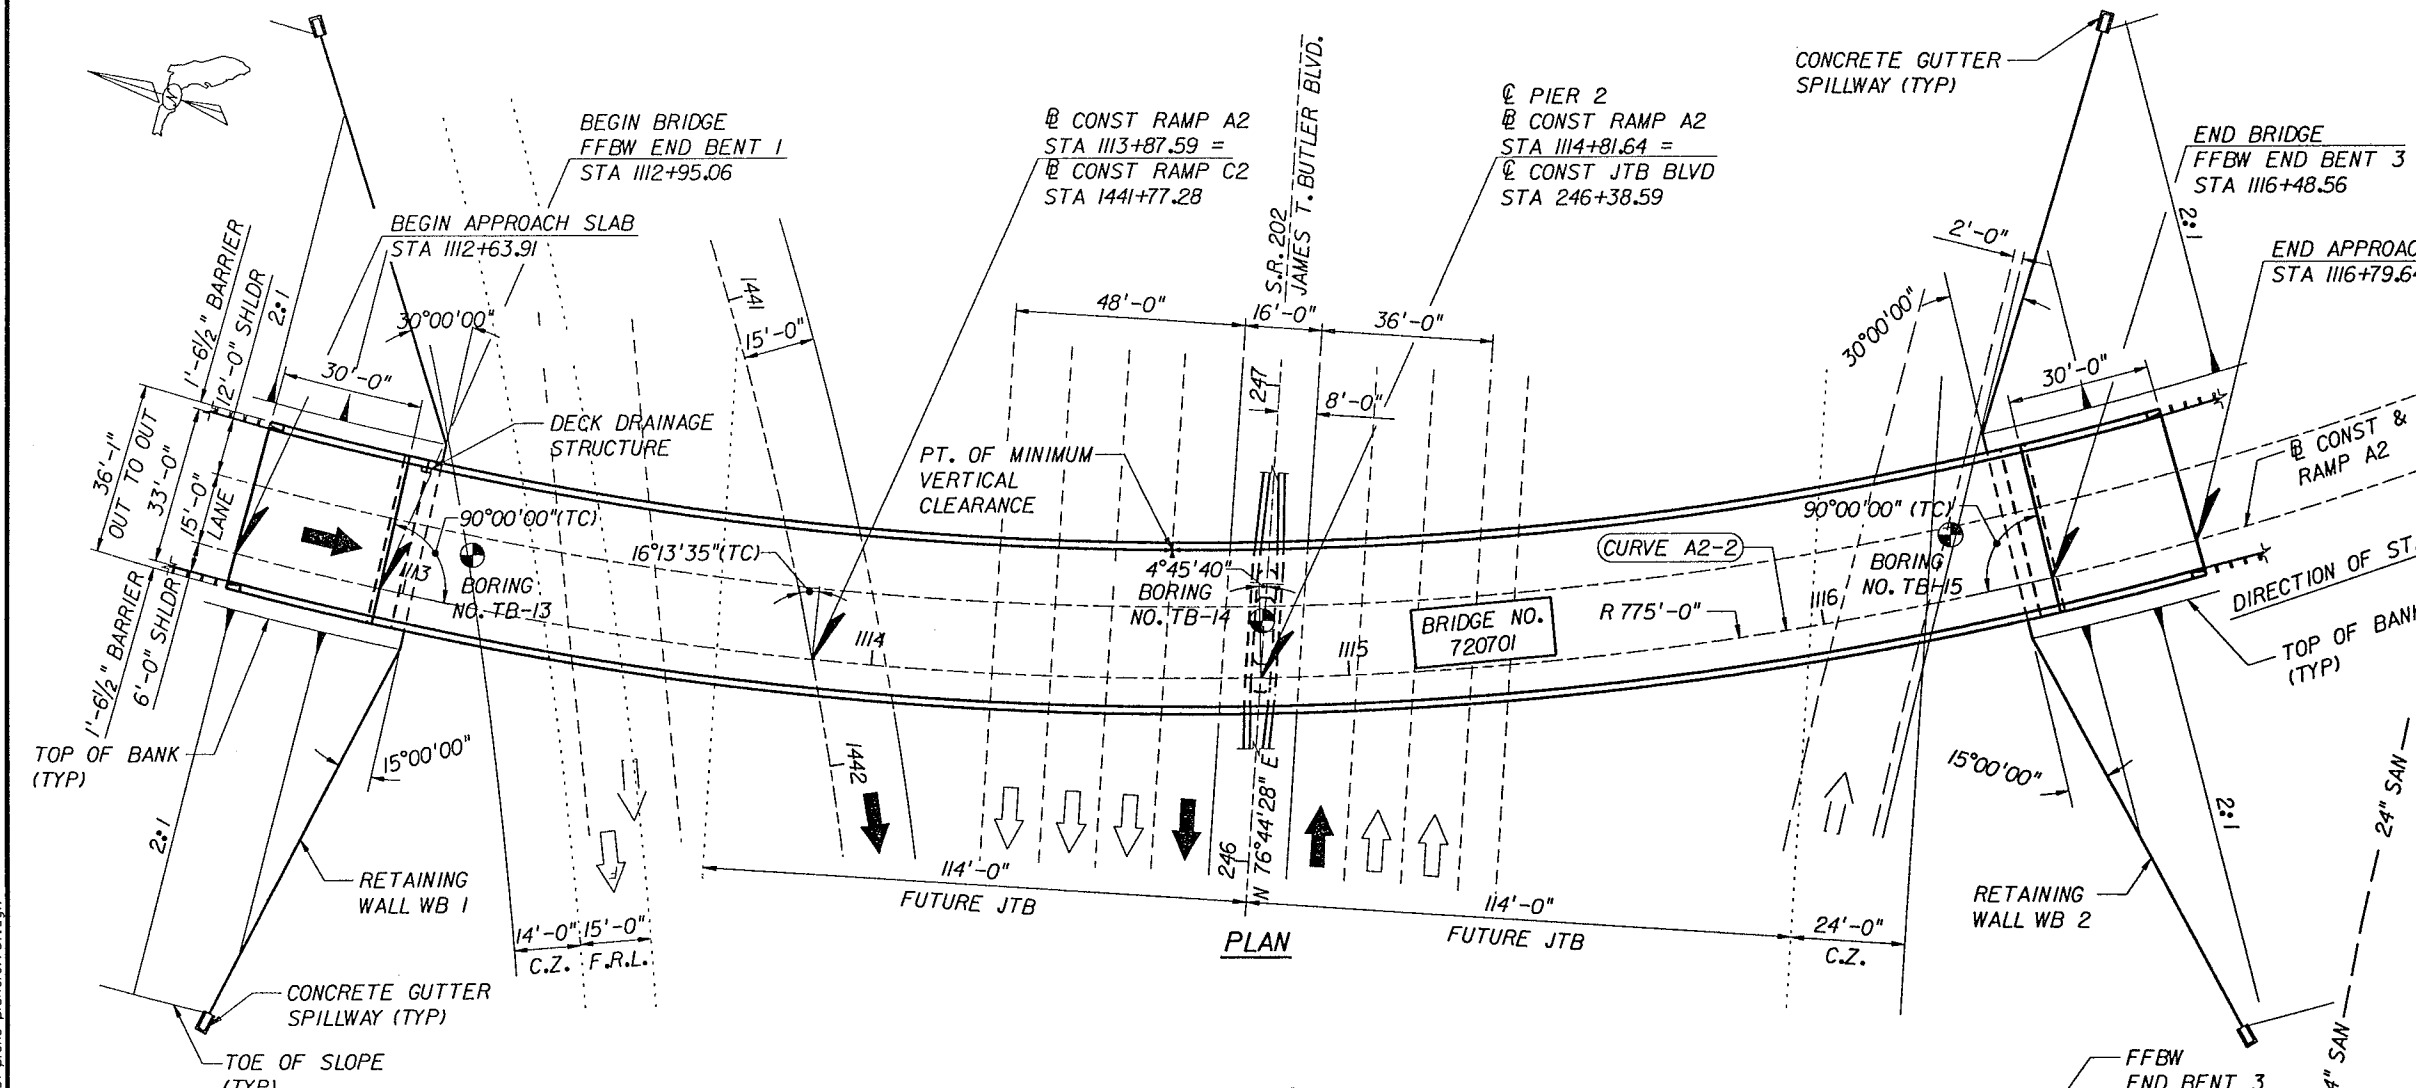 N
BEGIN BRIDGE
FFBW END BENT 1
STA 1112+95.06
BEGIN APPROACH SLAB
STA 1112+63.91
℄ CONST RAMP A2
STA 1113+87.59 =
℄ CONST RAMP C2
STA 1441+77.28
S.R. 202
JAMES T. BUTLER BLVD.
℄ PIER 2
℄ CONST RAMP A2
STA 1114+81.64 =
℄ CONST JTB BLVD
STA 246+38.59
CONCRETE GUTTER
SPILLWAY (TYP)
END BRIDGE
FFBW END BENT 3
STA 1116+48.56
2:1
2'-0"
STA 1116+79.64
1'-6½" BARRIER
12'-0" SHLDR
2:1
30°00'00"
30'-0"
1441
15'-0"
48'-0"
16'-0"
36'-0"
247
8'-0"
30°00'00"
30'-0"
36'-1"
OUT TO OUT
33'-0"
15'-0"
LANE
DECK DRAINAGE
STRUCTURE
PT. OF MINIMUM
VERTICAL
CLEARANCE
℄ CONST &
RAMP A2
90°00'00" (TC)
1113
BORING
NO. TB-13
16°13'35" (TC)
1114
4°45'40"
BORING
NO. TB-14
1115
BRIDGE NO.
720701
CURVE A2-2
R 775'-0"
1116
90°00'00" (TC)
BORING
NO. TB-15
DIRECTION OF
TOP OF BANK
(TYP)
1'-6½" BARRIER
6'-0" SHLDR
TOP OF BANK
(TYP)
15°00'00"
2:1
RETAINING
WALL WB 1
14'-0"
C.Z.
15'-0"
F.R.L.
1442
114'-0"
FUTURE JTB
246
N 76°44'28" E
114'-0"
FUTURE JTB
24'-0"
C.Z.
PLAN
15°00'00"
RETAINING
WALL WB 2
2:1
24" SAN
CONCRETE GUTTER
SPILLWAY (TYP)
TOE OF SLOPE
(TYP)
FFBW
END BENT 3
4" SAN